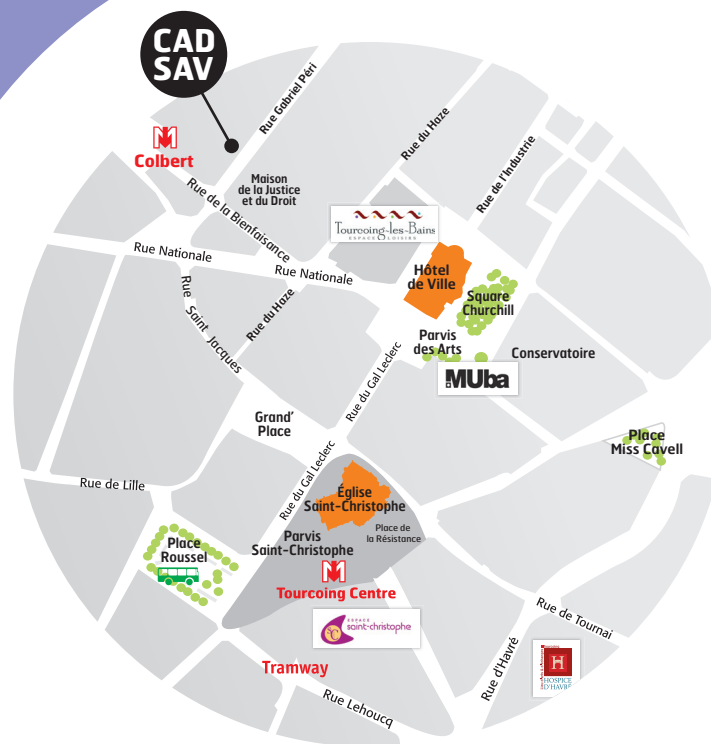 CAD
SAV
Rue Gabriel Péri
Colbert
Rue du Haze
Rue de l'Industrie
Maison
de la Justice
et du Droit
Rue de la Bienfaisance
Tourcoing-les-Bains
ESPACE LOISIRS
Rue Nationale
Rue Nationale
Hôtel
de Ville
Square
Churchill
Rue Saint Jacques
Rue du Haze
Parvis
des Arts
Conservatoire
Rue du Gal Leclerc
MUba
Grand'
Place
Place
Miss Cavell
Rue du Gal Leclerc
Rue de Lille
Église
Saint-Christophe
Place de
la Résistance
Parvis
Saint-Christophe
Place
Roussel
Tourcoing Centre
ESPACE
saint-christophe
Rue de Tournai
Rue d'Havré
H
HOSPICE
D'HAVRÉ
Tramway
Rue Lehoucq